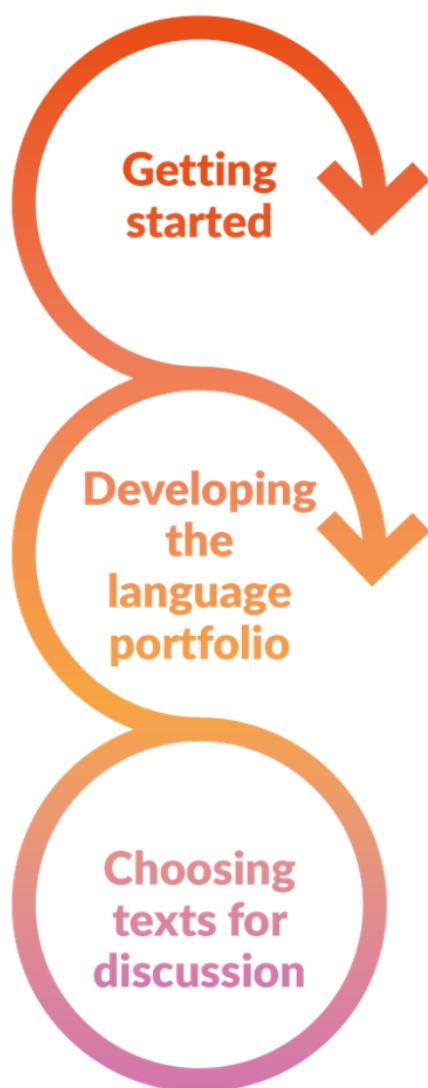 Getting
started
Developing
the
language
portfolio
Choosing
texts for
discussion